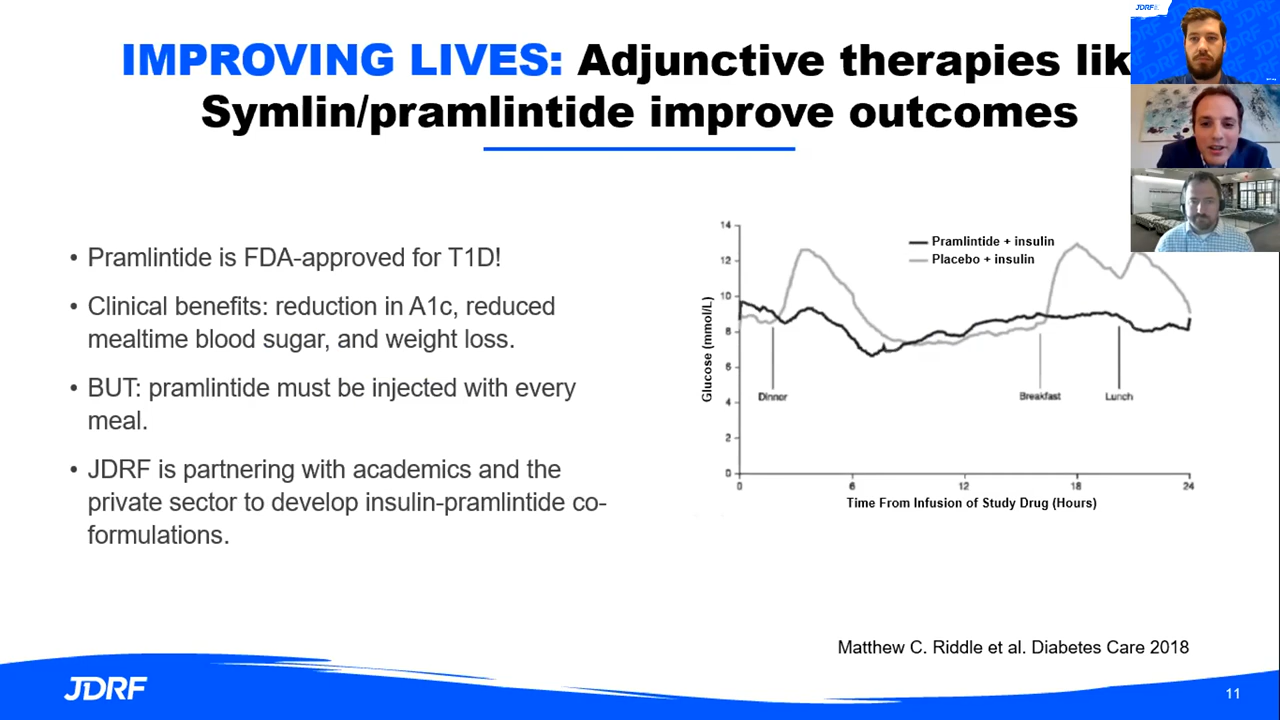 IMPROVING LIVES: Adjunctive therapies lik
Symlin/pramlintide improve outcomes
• Pramlintide is FDA-approved for T1D!
• Clinical benefits: reduction in A1c, reduced
mealtime blood sugar, and weight loss.
• BUT: pramlintide must be injected with every
meal.
• JDRF is partnering with academics and the
private sector to develop insulin-pramlintide co-
formulations.
Pramlintide + insulin
Placebo + insulin
Glucose (mmol/L)
14
12
10
8
6
4
2
0
Dinnor
Breakfast
Lunch
0
6
12
18
24
Time From Infusion of Study Drug (Hours)
Matthew C. Riddle et al. Diabetes Care 2018
JDRF
11
JDRF